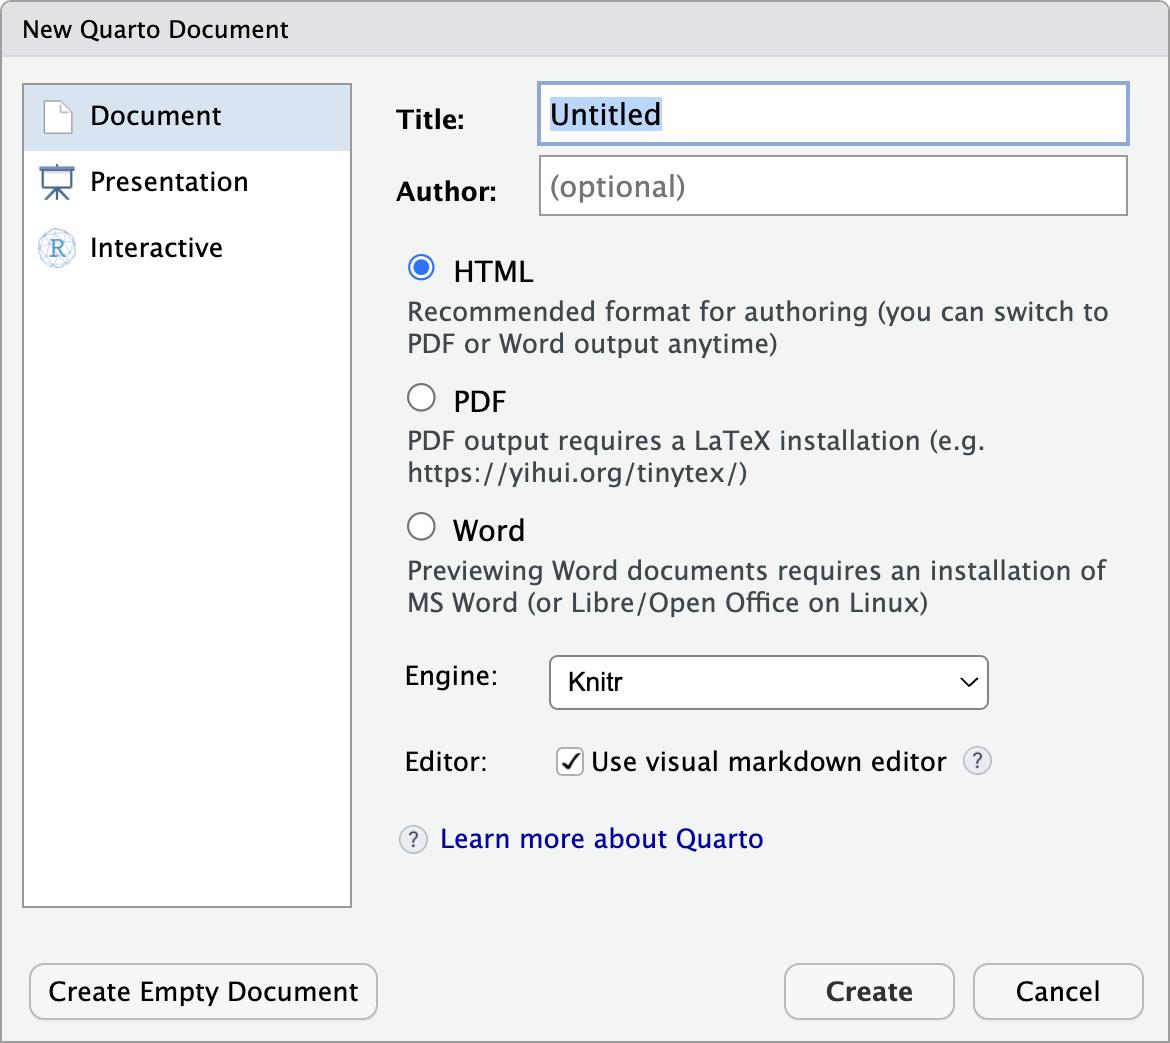 New Quarto Document
Document
Presentation
R
Interactive
Title:
Untitled
Author:
(optional)
HTML
Recommended format for authoring (you can switch to
PDF or Word output anytime)
PDF
PDF output requires a LaTeX installation (e.g.
https://yihui.org/tinytex/)
Word
Previewing Word documents requires an installation of
MS Word (or Libre/Open Office on Linux)
Engine:
Knitr
Editor:
Use visual markdown editor ?
? Learn more about Quarto
Create Empty Document
Create
Cancel